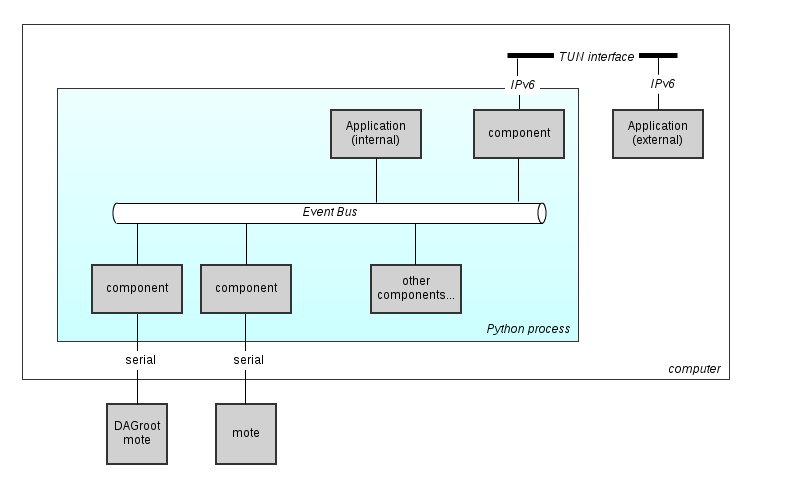 TUN interface
IPv6
IPv6
Application
(internal)
component
Application
(external)
Event Bus
component
component
other
components...
Python process
serial
serial
computer
DAGroot
mote
mote